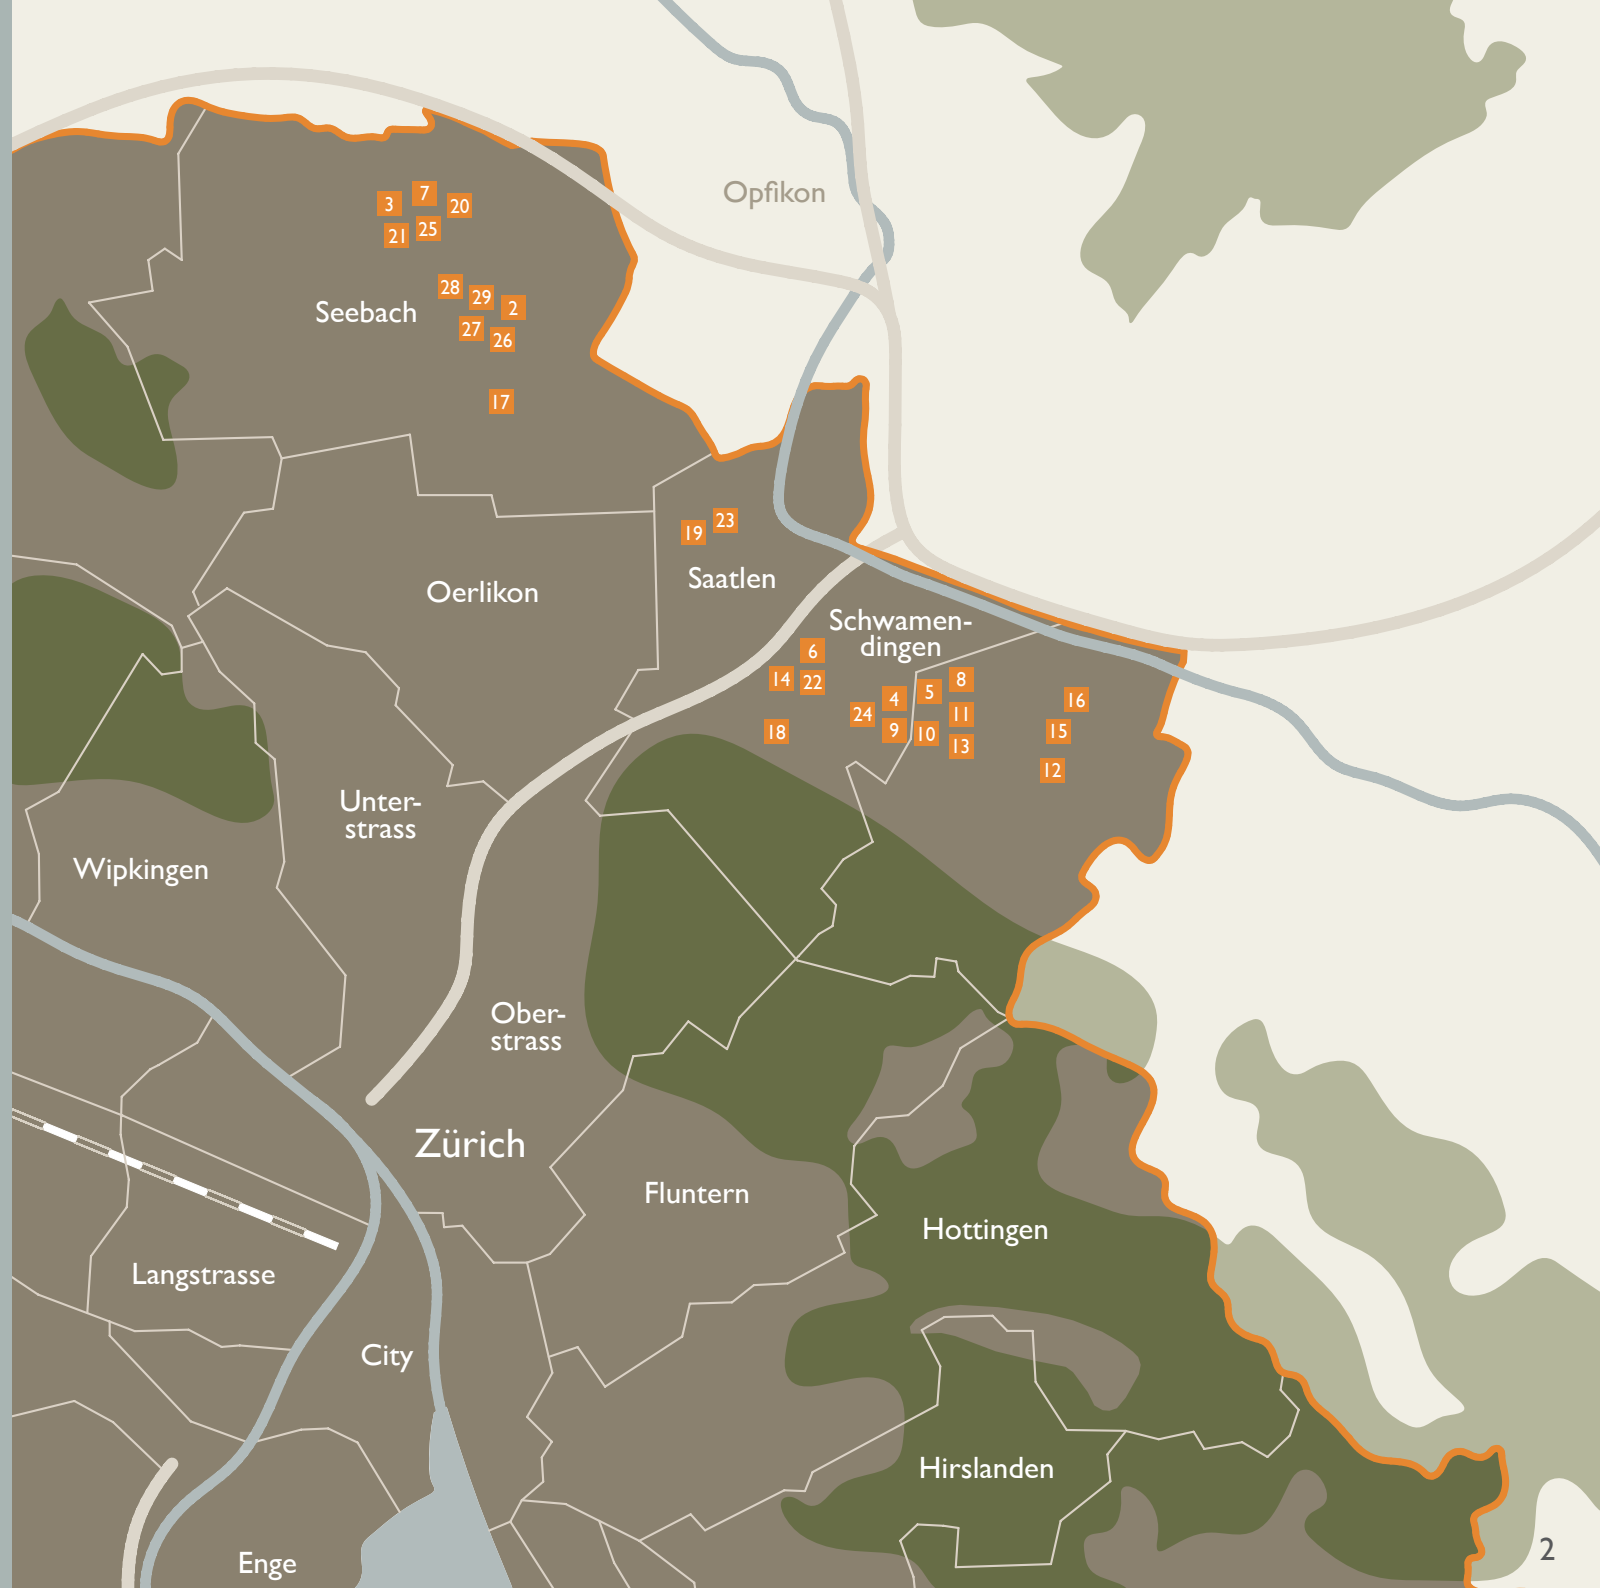 Opfikon
7
3
20
25
21
28
29
2
Seebach
27
26
17
23
19
Saatlen
Oerlikon
Schwamen-
dingen
6
14
22
8
5
4
16
24
11
9
10
15
18
13
12
Unter-
strass
Wipkingen
Ober-
strass
Zürich
Fluntern
Hottingen
Langstrasse
City
Hirslanden
Enge
2